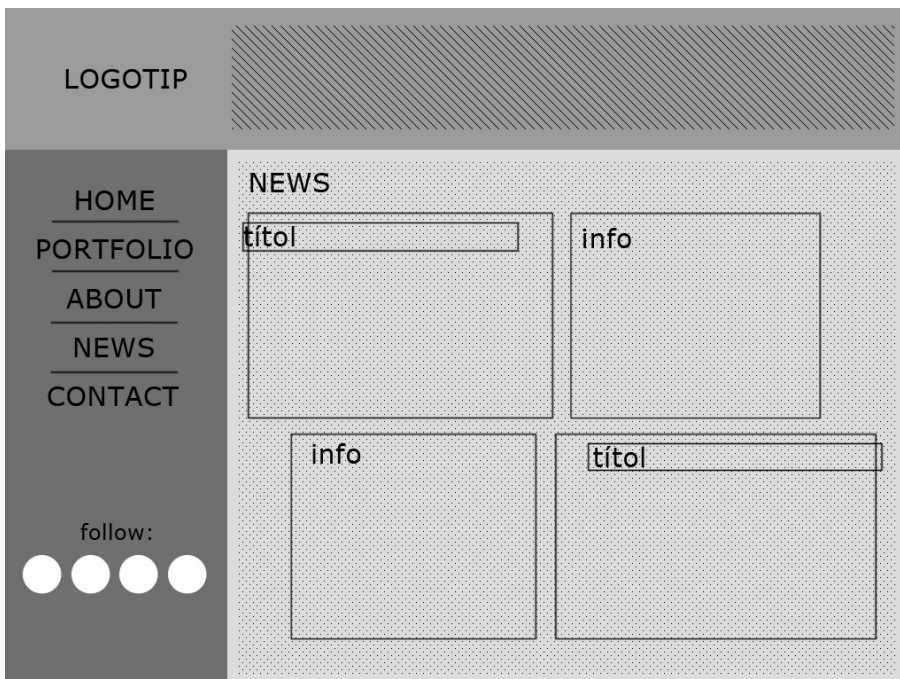 LOGOTIP
HOME
PORTFOLIO
ABOUT
NEWS
CONTACT
follow:
NEWS
títol
info
info
títol